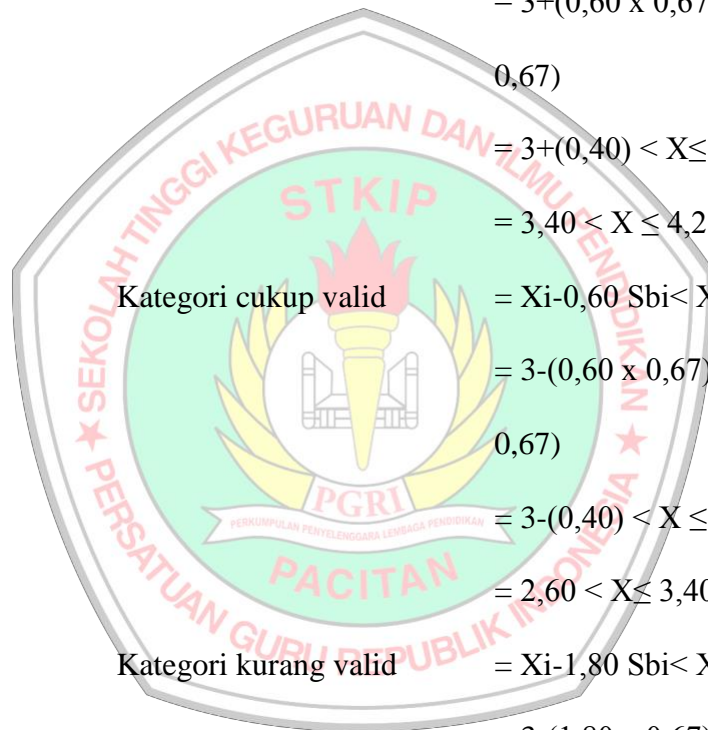 = 3+(0,60 x 0,67
0,67)
= 3+(0,40) < X≤
= 3,40 < X ≤ 4,2
Kategori cukup valid = Xi-0,60 Sbi< X
= 3-(0,60 x 0,67)
0,67)
= 3-(0,40) < X ≤
= 2,60 < X≤ 3,40
Kategori kurang valid = Xi-1,80 Sbi< X
SEKOLAH TINGGI KEGURUAN DAN ILMU PENDIDIKAN
STKIP
PGRI
PERKUMPULAN PENYELENGGARA LEMBAGA PENDIDIKAN
PACITAN
PERSATUAN GURU REPUBLIK INDONESIA